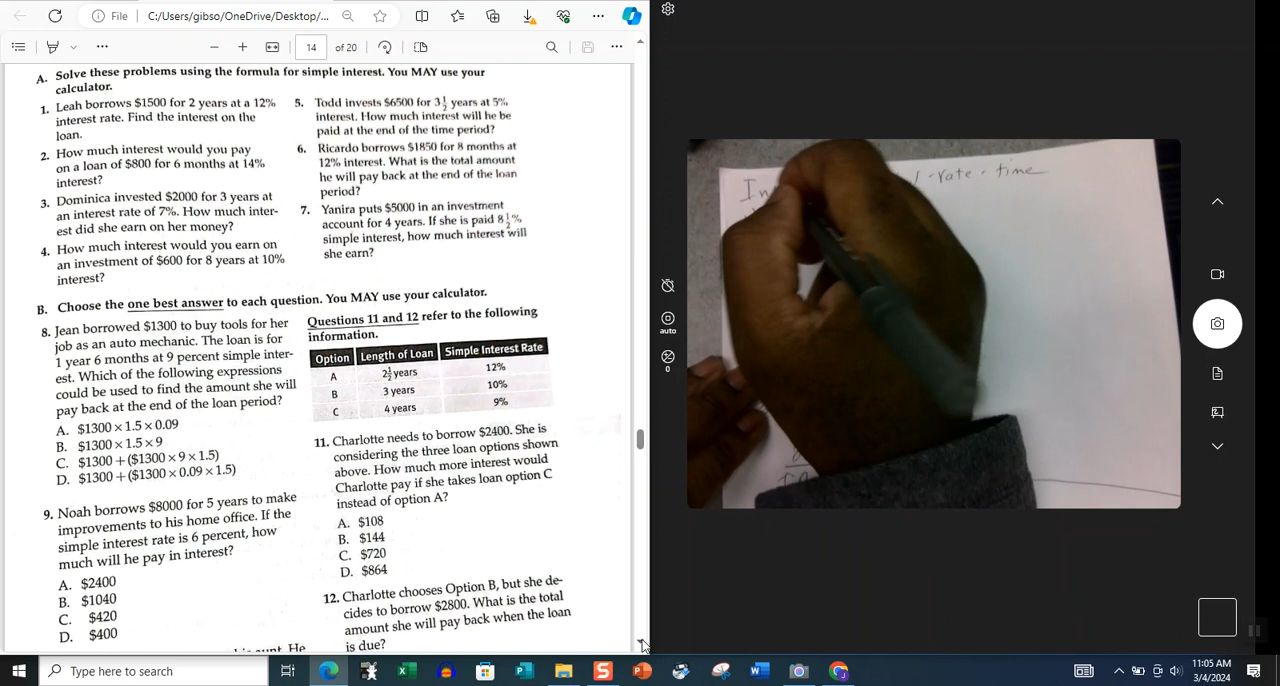 File
C:/Users/gibso/OneDrive/Desktop/...
14
of 20
A. Solve these problems using the formula for simple interest. You MAY use your
calculator.
1. Leah borrows $1500 for 2 years at a 12%
interest rate. Find the interest on the
loan.
2. How much interest would you pay
on a loan of $800 for 6 months at 14%
interest?
3. Dominica invested $2000 for 3 years at
an interest rate of 7%. How much inter-
est did she earn on her money?
4. How much interest would you earn on
an investment of $600 for 8 years at 10%
interest?
5. Todd invests $6500 for 3 1/2 years at 5%
interest. How much interest will he be
paid at the end of the time period?
6. Ricardo borrows $1850 for 8 months at
12% interest. What is the total amount
he will pay back at the end of the loan
period?
7. Yanira puts $5000 in an investment
account for 4 years. If she is paid 8 1/2%
simple interest, how much interest will
she earn?
B. Choose the one best answer to each question. You MAY use your calculator.
8. Jean borrowed $1300 to buy tools for her
job as an auto mechanic. The loan is for
1 year 6 months at 9 percent simple inter-
est. Which of the following expressions
could be used to find the amount she will
pay back at the end of the loan period?
A. $1300 × 1.5 × 0.09
B. $1300 × 1.5 × 9
C. $1300 + ($1300 × 9 × 1.5)
D. $1300 + ($1300 × 0.09 × 1.5)
9. Noah borrows $8000 for 5 years to make
improvements to his home office. If the
simple interest rate is 6 percent, how
much will he pay in interest?
A. $2400
B. $1040
C. $420
D. $400
He
Questions 11 and 12 refer to the following
information.
Option Length of Loan Simple Interest Rate
A 2 1/2 years 12%
B 3 years 10%
C 4 years 9%
11. Charlotte needs to borrow $2400. She is
considering the three loan options shown
above. How much more interest would
Charlotte pay if she takes loan option C
instead of option A?
A. $108
B. $144
C. $720
D. $864
12. Charlotte chooses Option B, but she de-
cides to borrow $2800. What is the total
amount she will pay back when the loan
is due?
In
· rate · time
auto
0
Type here to search
11:05 AM
3/4/2024